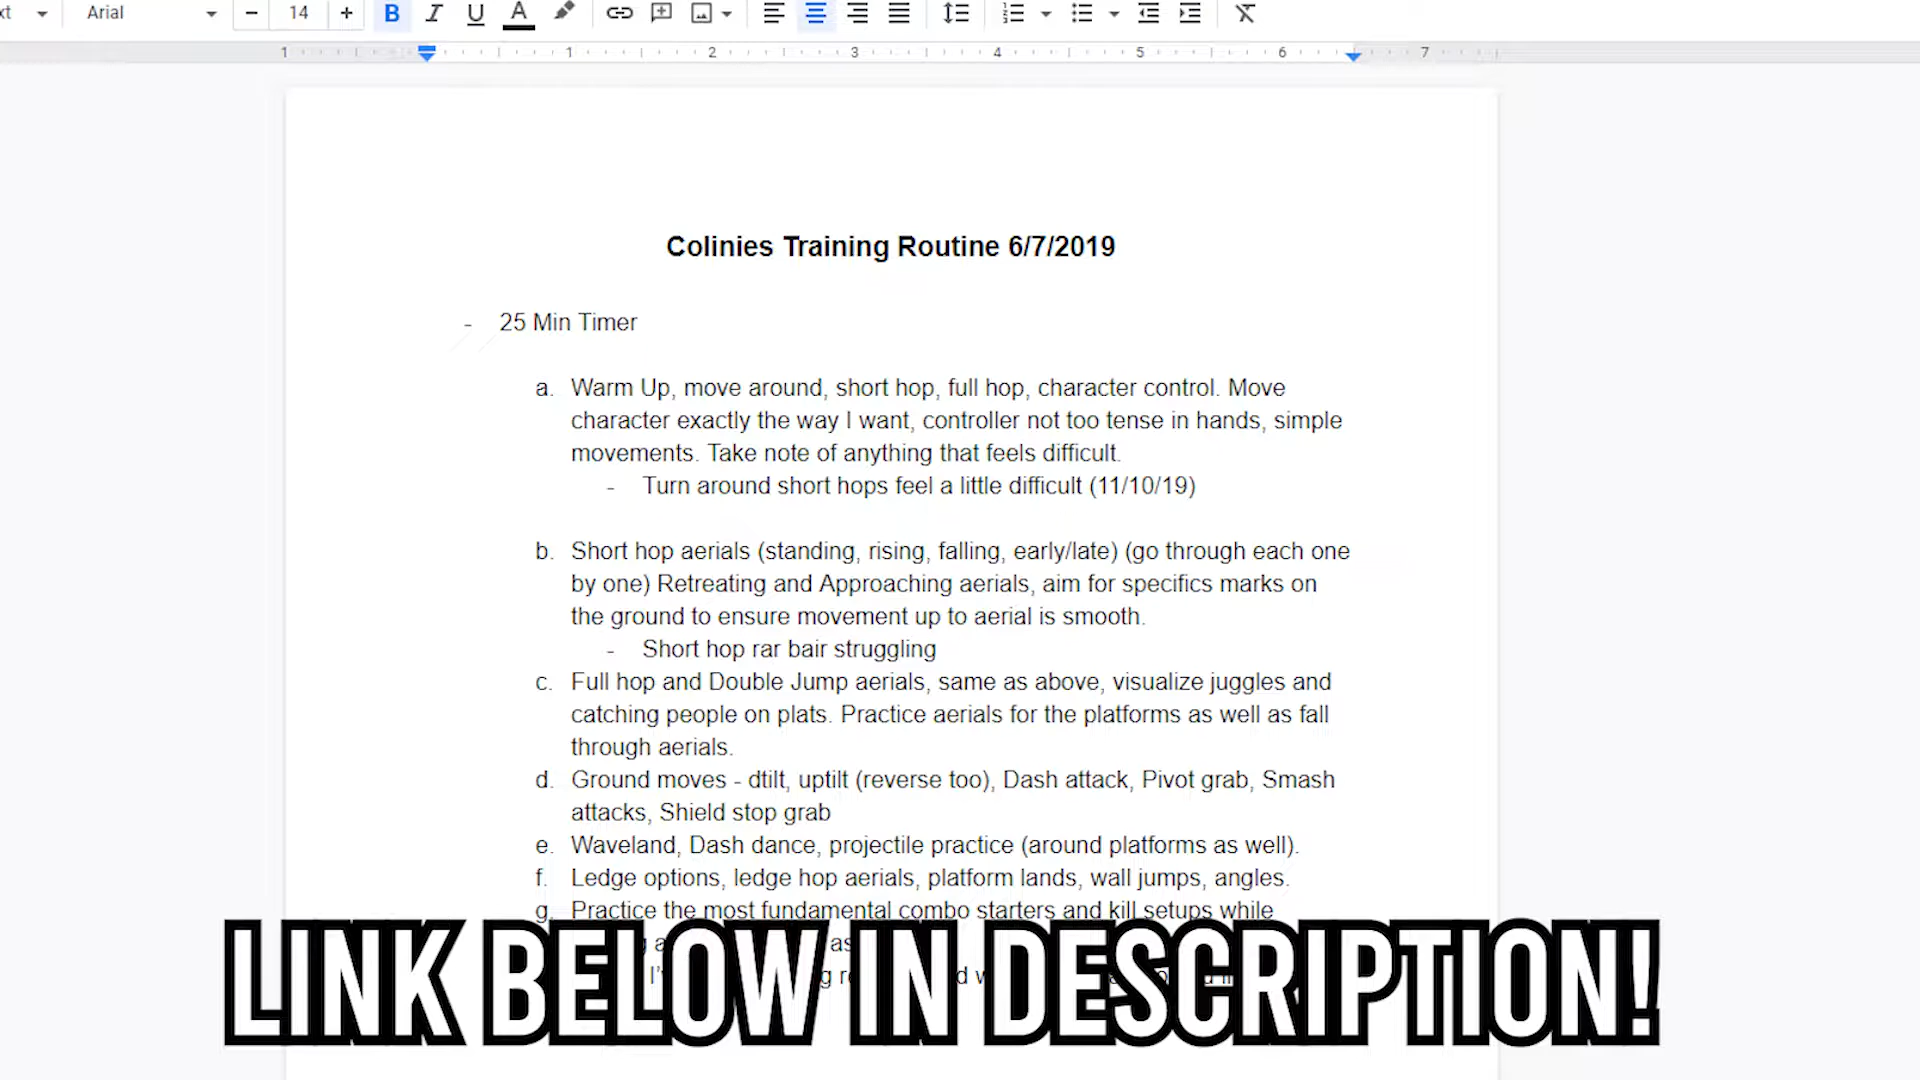 Arial
14
B I U A
1 1 2 3 4 5 6 7
Colinies Training Routine 6/7/2019
- 25 Min Timer
a. Warm Up, move around, short hop, full hop, character control. Move
character exactly the way I want, controller not too tense in hands, simple
movements. Take note of anything that feels difficult.
- Turn around short hops feel a little difficult (11/10/19)
b. Short hop aerials (standing, rising, falling, early/late) (go through each one
by one) Retreating and Approaching aerials, aim for specifics marks on
the ground to ensure movement up to aerial is smooth.
- Short hop rar bair struggling
c. Full hop and Double Jump aerials, same as above, visualize juggles and
catching people on plats. Practice aerials for the platforms as well as fall
through aerials.
d. Ground moves - dtilt, uptilt (reverse too), Dash attack, Pivot grab, Smash
attacks, Shield stop grab
e. Waveland, Dash dance, projectile practice (around platforms as well).
f. Ledge options, ledge hop aerials, platform lands, wall jumps, angles.
g. Practice the most fundamental combo starters and kill setups while
LINK BELOW IN DESCRIPTION!